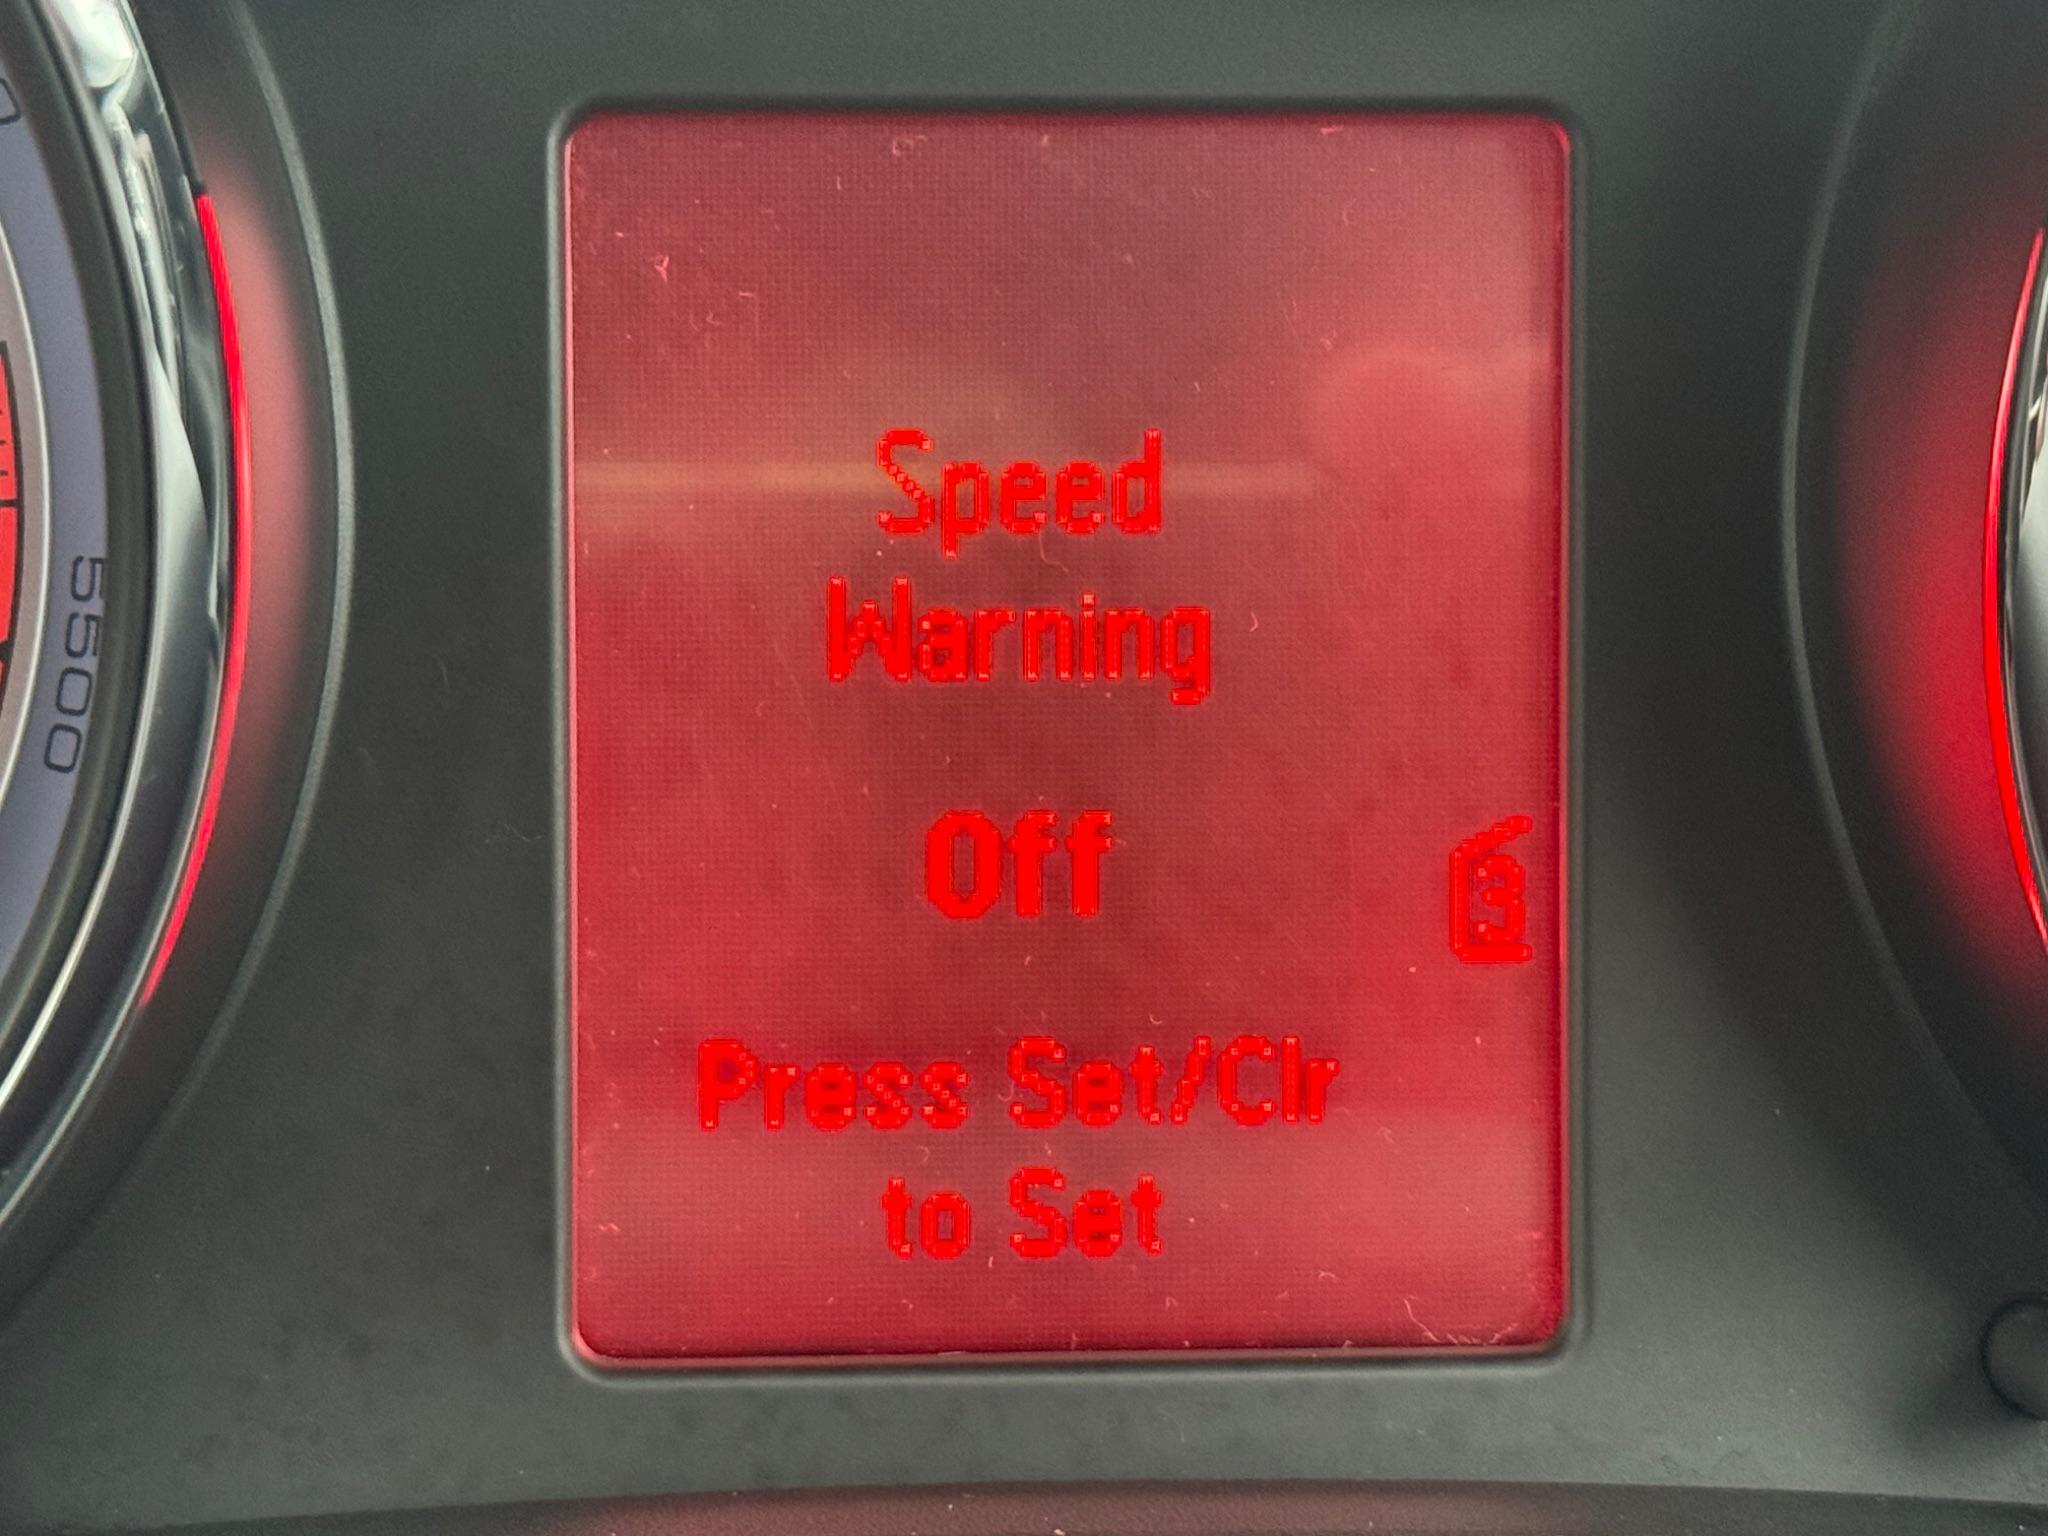 Speed
Warning
Off
3
Press Set/Clr
to Set
5500